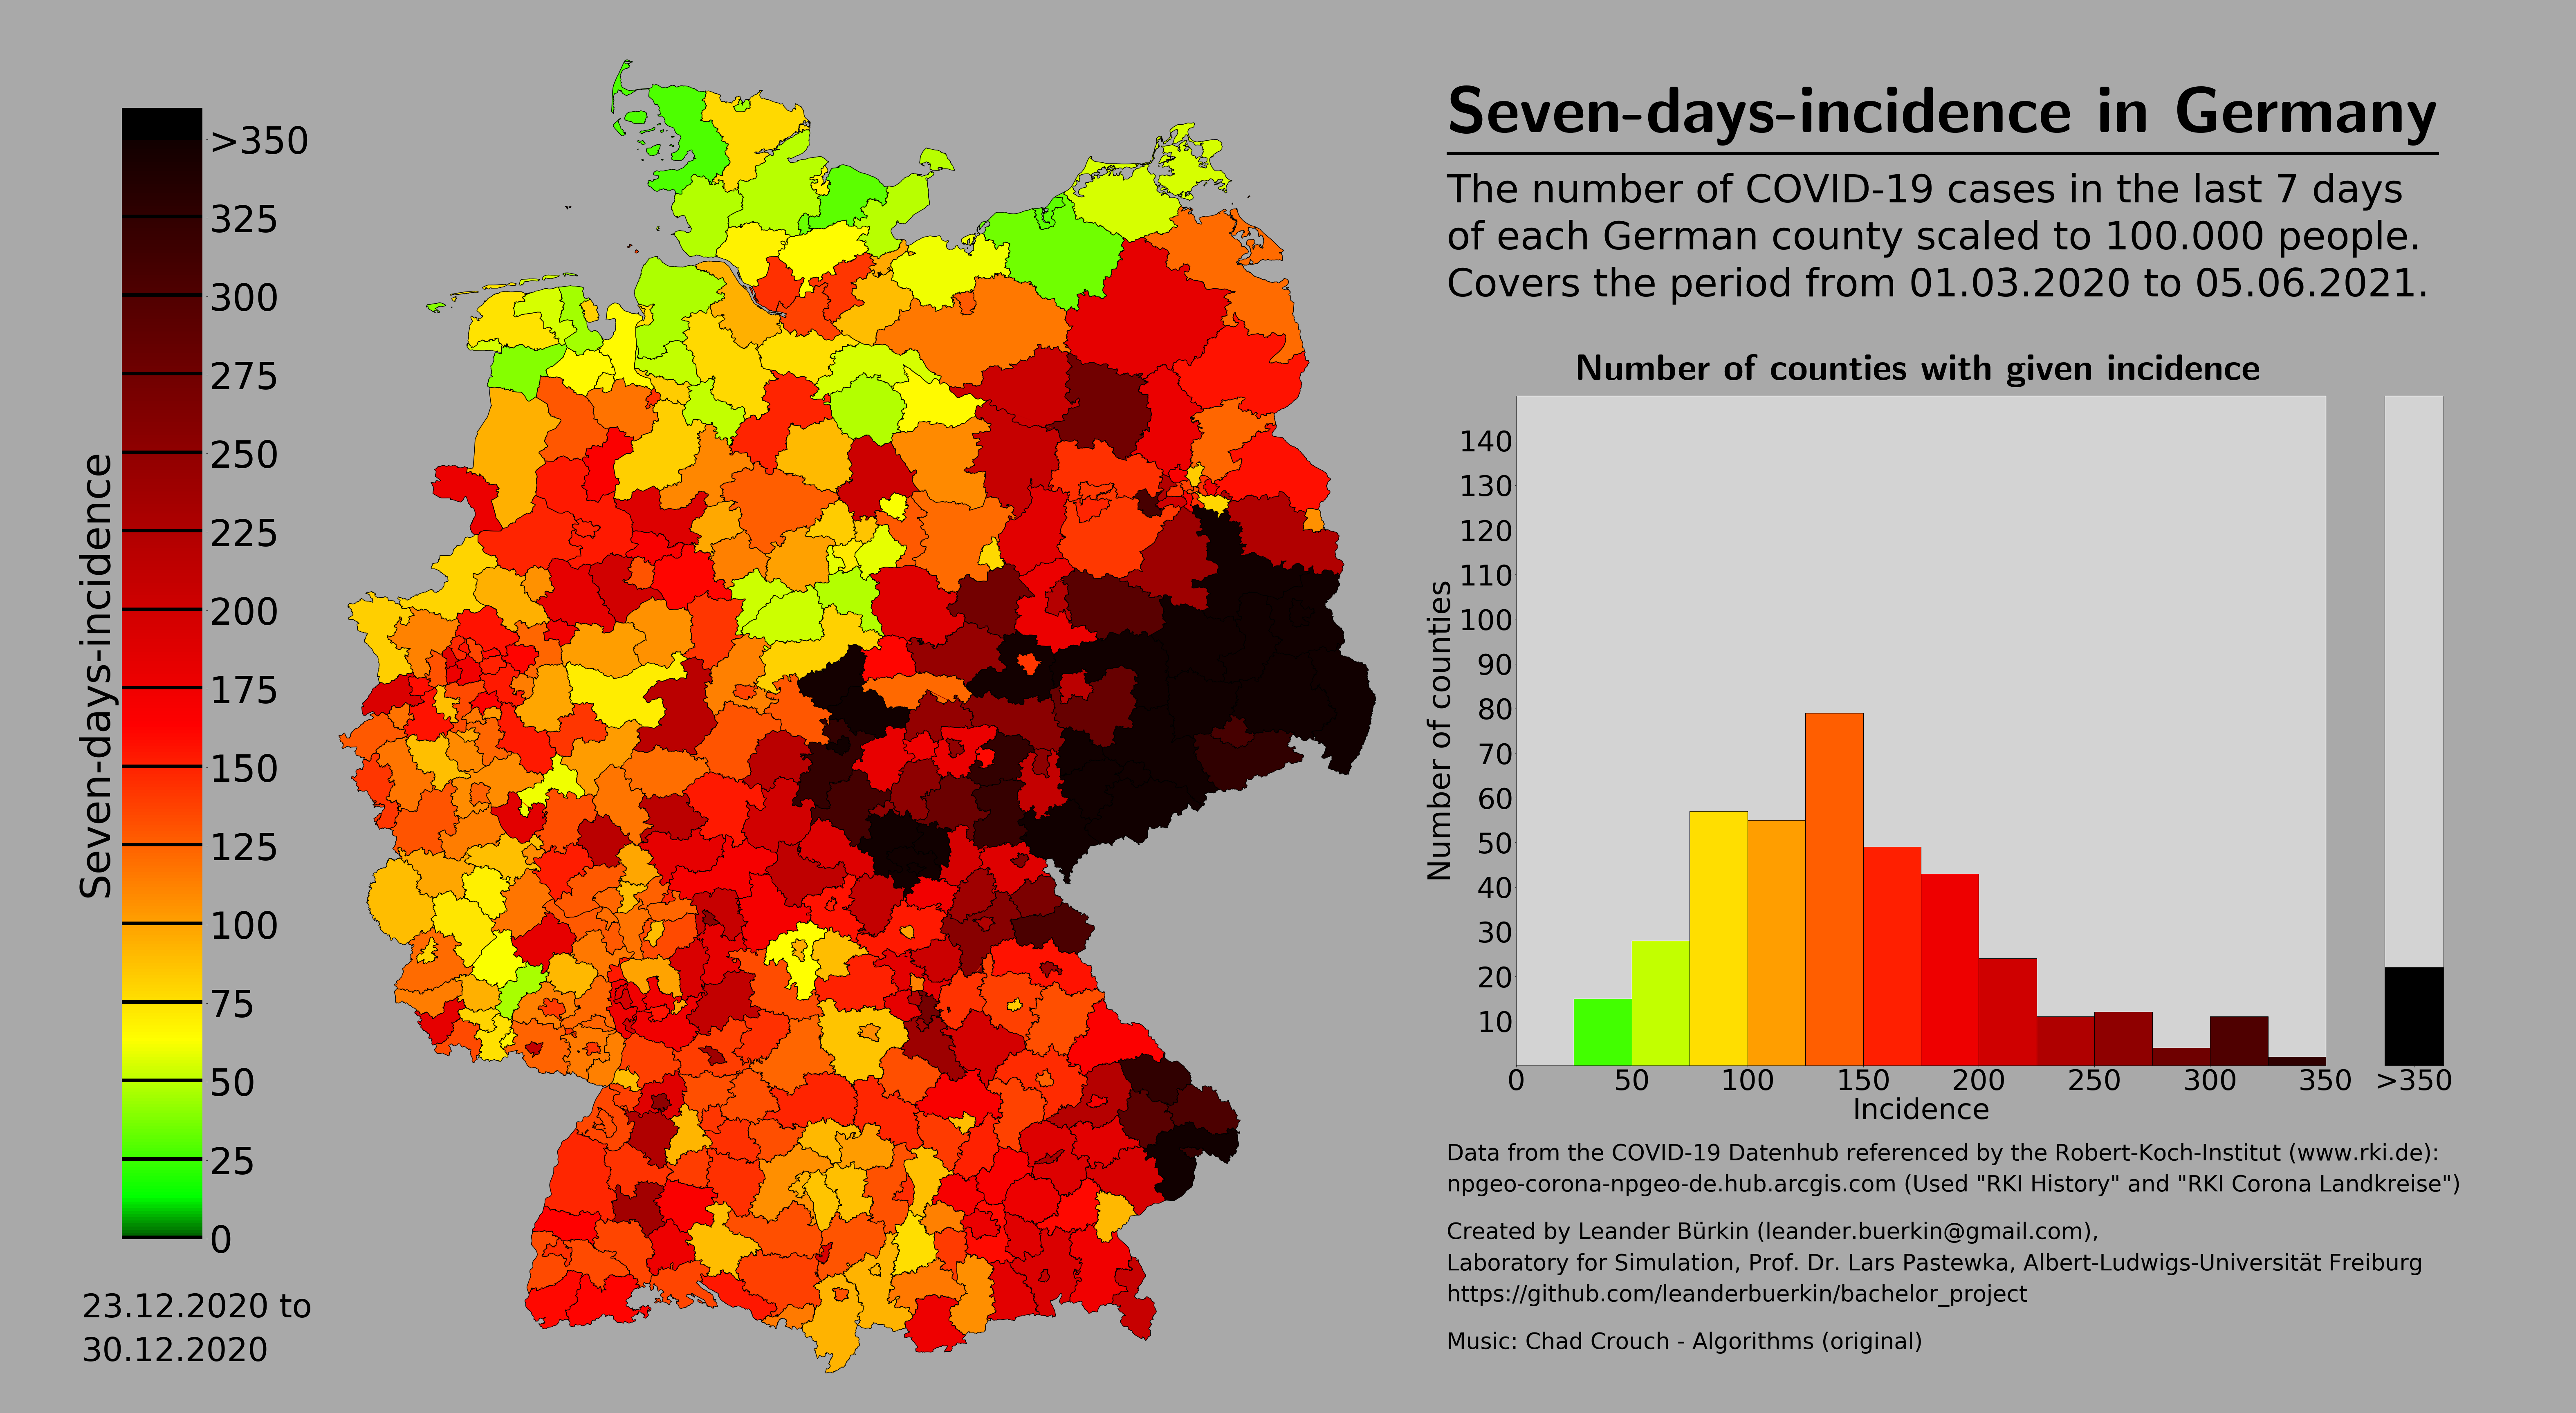 Seven-days-incidence in Germany
The number of COVID-19 cases in the last 7 days
of each German county scaled to 100.000 people.
Covers the period from 01.03.2020 to 05.06.2021.
Seven-days-incidence
>350
325
300
275
250
225
200
175
150
125
100
75
50
25
0
23.12.2020 to
30.12.2020
Number of counties with given incidence
Number of counties
140
130
120
110
100
90
80
70
60
50
40
30
20
10
0 50 100 150 200 250 300 350 >350
Incidence
Data from the COVID-19 Datenhub referenced by the Robert-Koch-Institut (www.rki.de):
npgeo-corona-npgeo-de.hub.arcgis.com (Used "RKI History" and "RKI Corona Landkreise")
Created by Leander Bürkin (leander.buerkin@gmail.com),
Laboratory for Simulation, Prof. Dr. Lars Pastewka, Albert-Ludwigs-Universität Freiburg
https://github.com/leanderbuerkin/bachelor_project
Music: Chad Crouch - Algorithms (original)